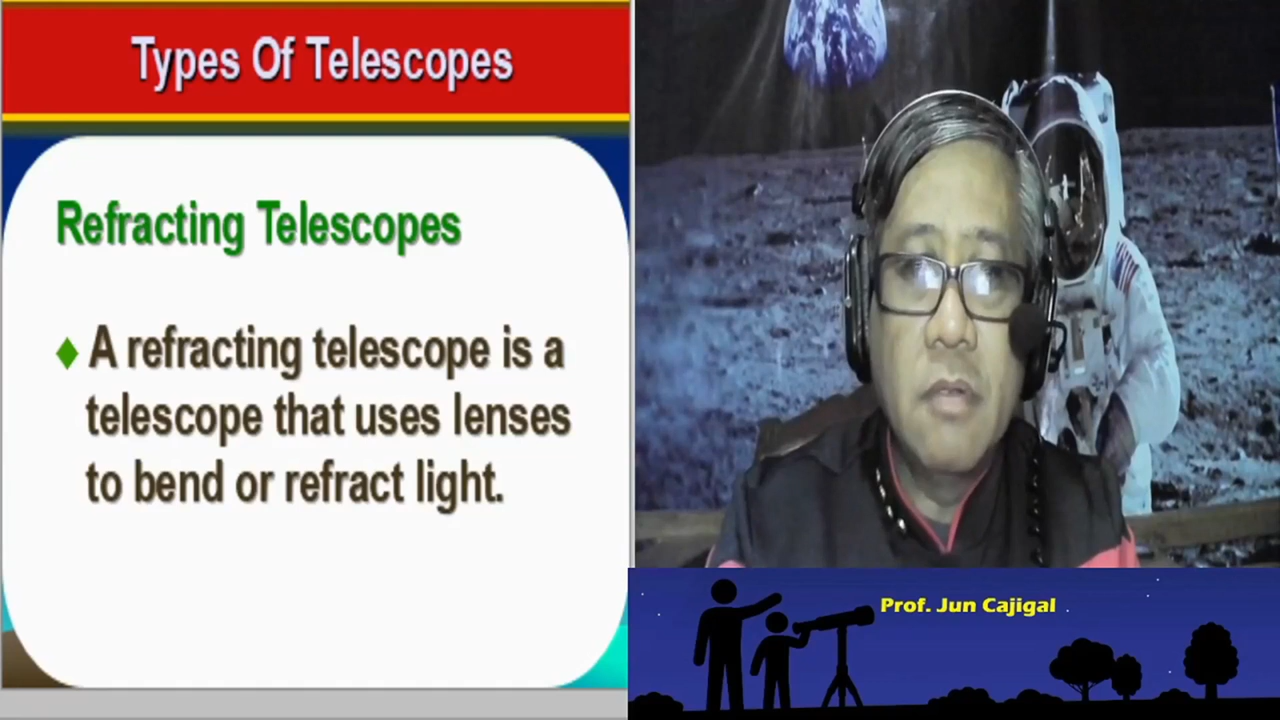 Types Of Telescopes
Refracting Telescopes
A refracting telescope is a
telescope that uses lenses
to bend or refract light.
Prof. Jun Cajigal